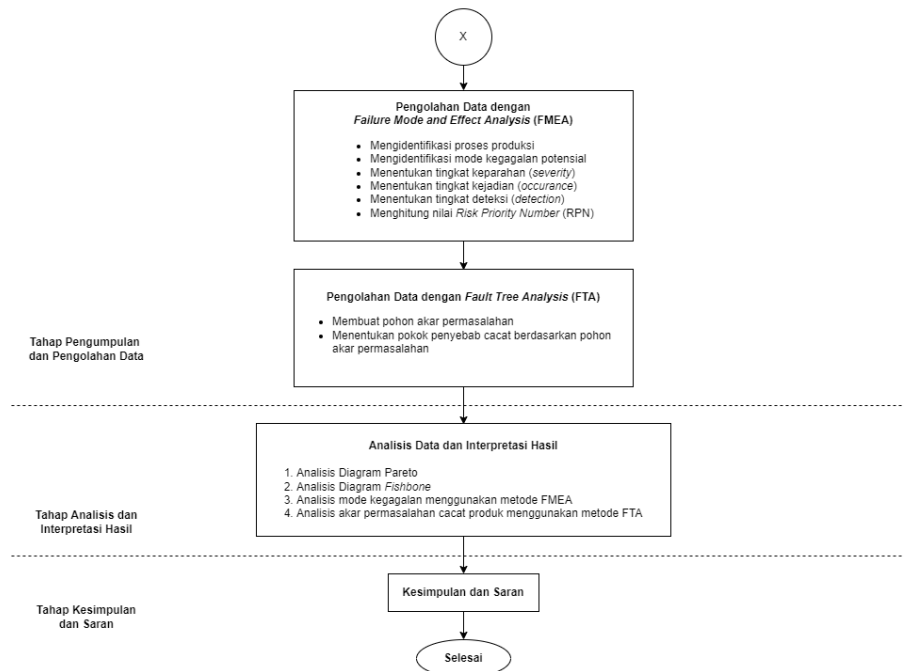 X
Pengolahan Data dengan
Failure Mode and Effect Analysis (FMEA)
• Mengidentifikasi proses produksi
• Mengidentifikasi mode kegagalan potensial
• Menentukan tingkat keparahan (severity)
• Menentukan tingkat kejadian (occurance)
• Menentukan tingkat deteksi (detection)
• Menghitung nilai Risk Priority Number (RPN)
Pengolahan Data dengan Fault Tree Analysis (FTA)
• Membuat pohon akar permasalahan
• Menentukan pokok penyebab cacat berdasarkan pohon
akar permasalahan
Tahap Pengumpulan
dan Pengolahan Data
Analisis Data dan Interpretasi Hasil
1. Analisis Diagram Pareto
2. Analisis Diagram Fishbone
3. Analisis mode kegagalan menggunakan metode FMEA
4. Analisis akar permasalahan cacat produk menggunakan metode FTA
Tahap Analisis dan
Interpretasi Hasil
Kesimpulan dan Saran
Tahap Kesimpulan
dan Saran
Selesai